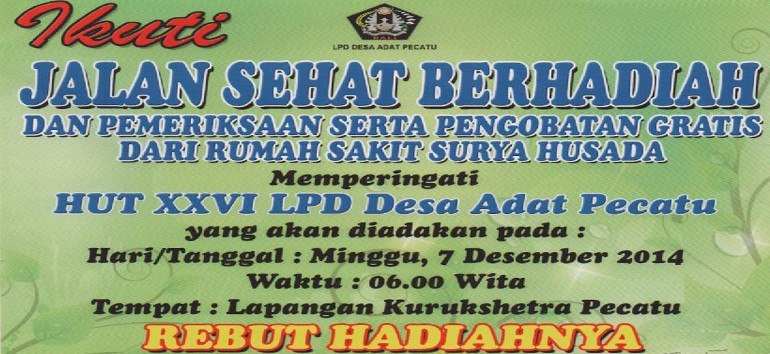 Ikuti
BALI
LPD DESA ADAT PECATU
JALAN SEHAT BERHADIAH
DAN PEMERIKSAAN SERTA PENGOBATAN GRATIS
DARI RUMAH SAKIT SURYA HUSADA
Memperingati
HUT XXVI LPD Desa Adat Pecatu
yang akan diadakan pada :
Hari/Tanggal : Minggu, 7 Desember 2014
Waktu : 06.00 Wita
Tempat : Lapangan Kurukshetra Pecatu
REBUT HADIAHNYA